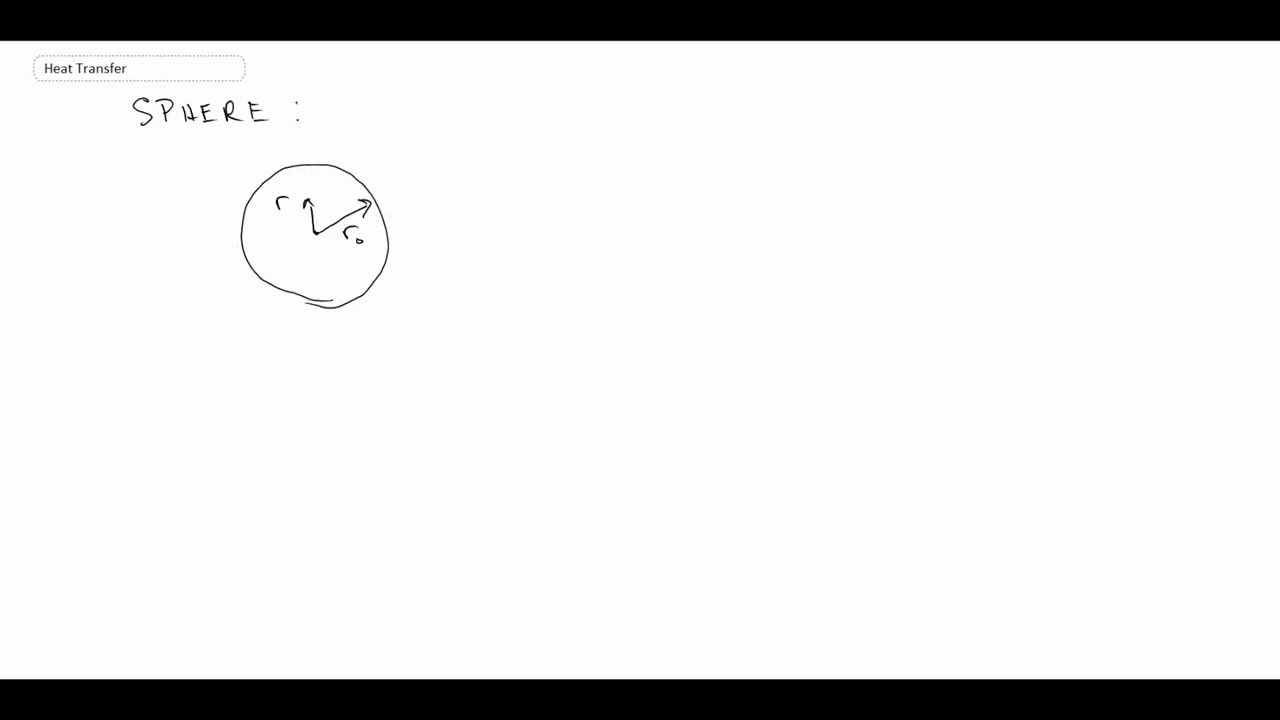 Heat Transfer
SPHERE :
r
r₀